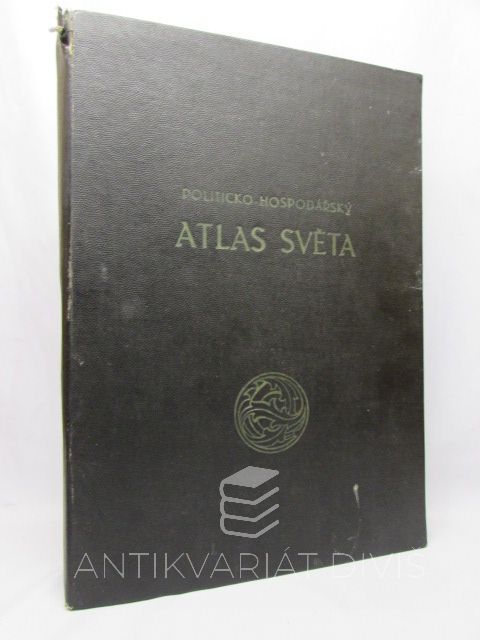 POLITICKO-HOSPODÁŘSKÝ
ATLAS SVĚTA
ANTIKVARIÁT DIVIŠ